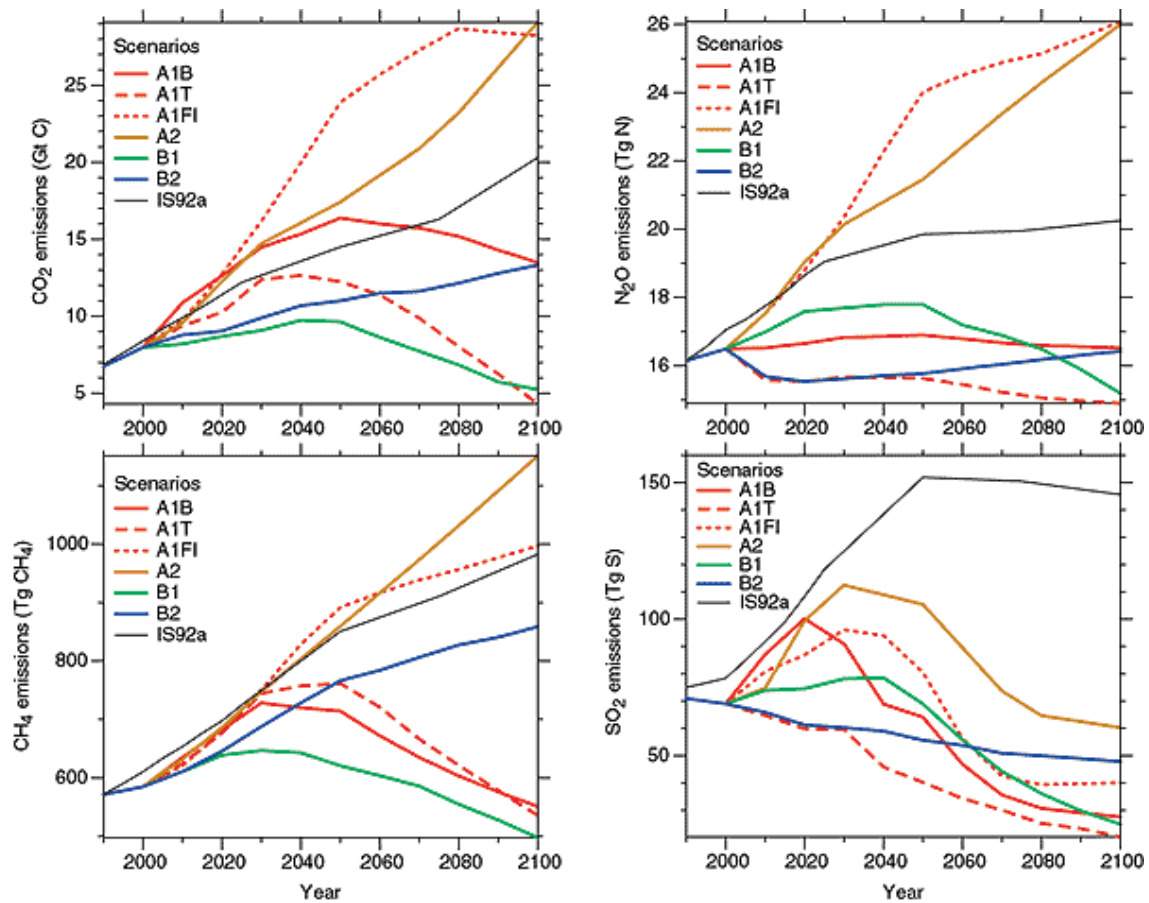 CO2 emissions (Gt C)
25
20
15
10
5
Scenarios
A1B
A1T
A1FI
A2
B1
B2
IS92a
2000 2020 2040 2060 2080 2100
N2O emissions (Tg N)
26
24
22
20
18
16
Scenarios
A1B
A1T
A1FI
A2
B1
B2
IS92a
2000 2020 2040 2060 2080 2100
CH4 emissions (Tg CH4)
1000
800
600
Scenarios
A1B
A1T
A1FI
A2
B1
B2
IS92a
2000 2020 2040 2060 2080 2100
Year
SO2 emissions (Tg S)
150
100
50
Scenarios
A1B
A1T
A1FI
A2
B1
B2
IS92a
2000 2020 2040 2060 2080 2100
Year